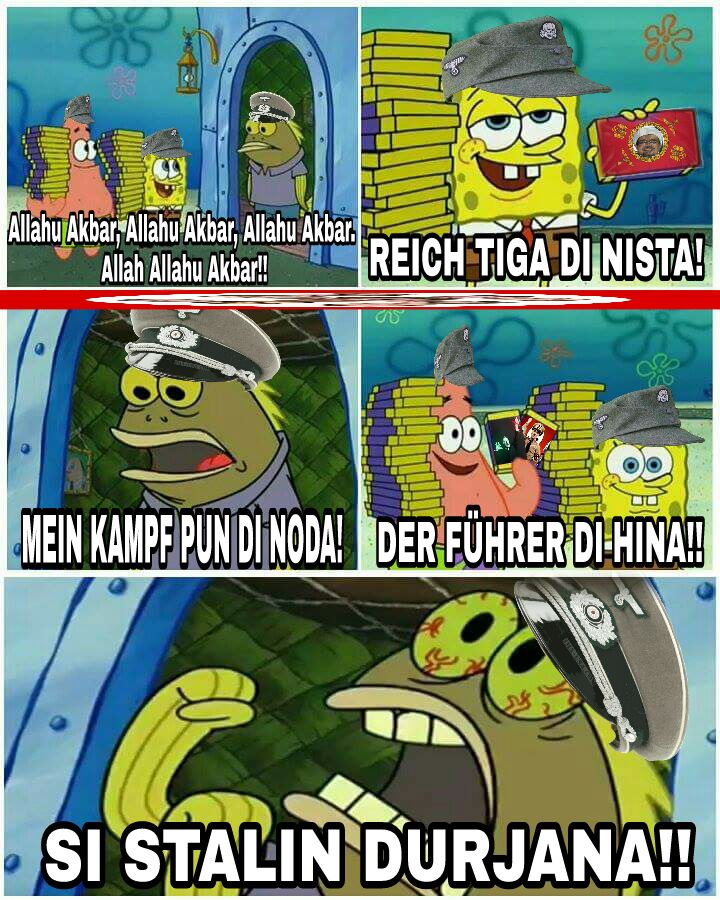 Allahu Akbar, Allahu Akbar, Allahu Akbar.
Allah Allahu Akbar!!
REICH TIGA DI NISTA!
MEIN KAMPF PUN DI NODA!
DER FÜHRER DI HINA!!
SI STALIN DURJANA!!